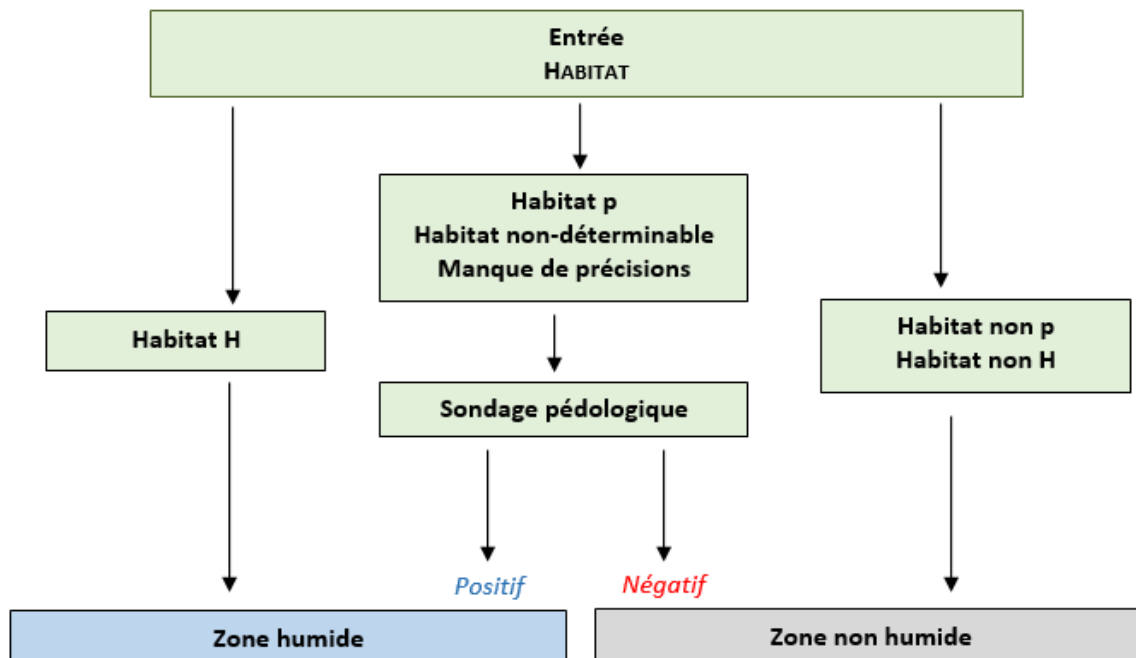 Entrée
HABITAT
Habitat p
Habitat non-déterminable
Manque de précisions
Habitat H
Habitat non p
Habitat non H
Sondage pédologique
Positif
Négatif
Zone humide
Zone non humide